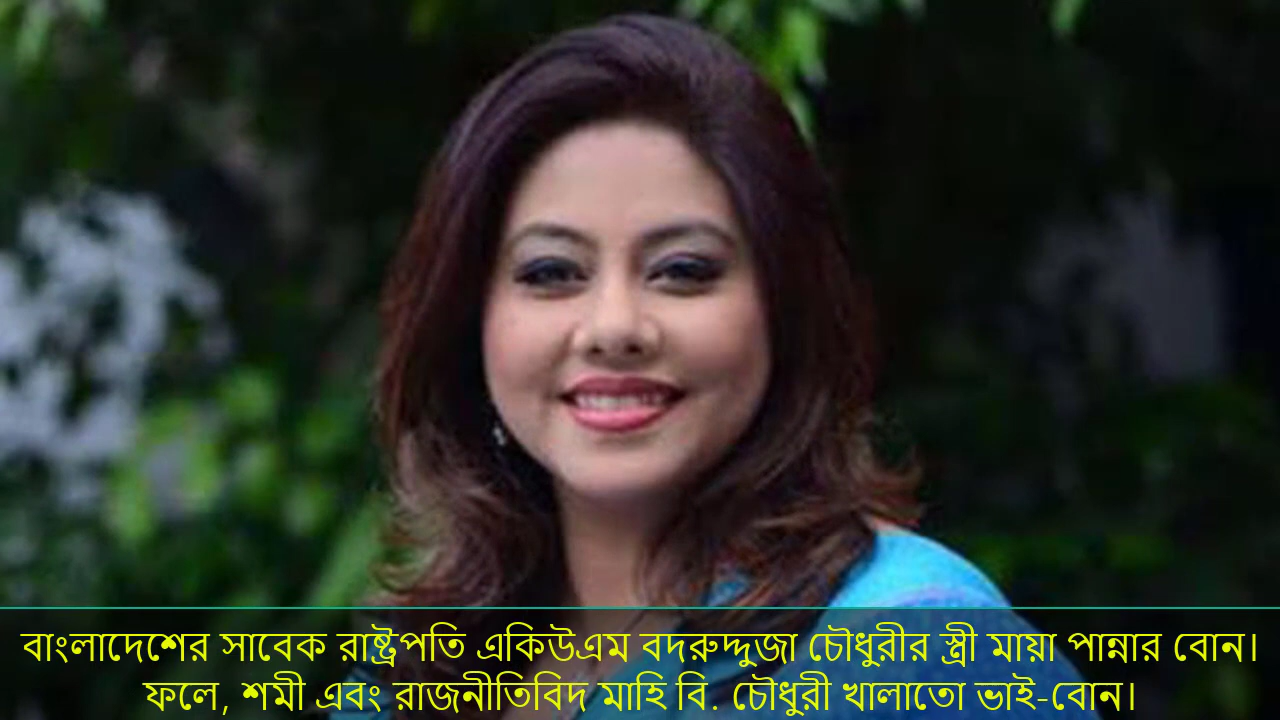 বাংলাদেশের সাবেক রাষ্ট্রপতি একিউএম বদরুদ্দুজা চৌধুরীর স্ত্রী মায়া পান্নার বোন।
ফলে, শমী এবং রাজনীতিবিদ মাহি বি. চৌধুরী খালাতো ভাই-বোন।